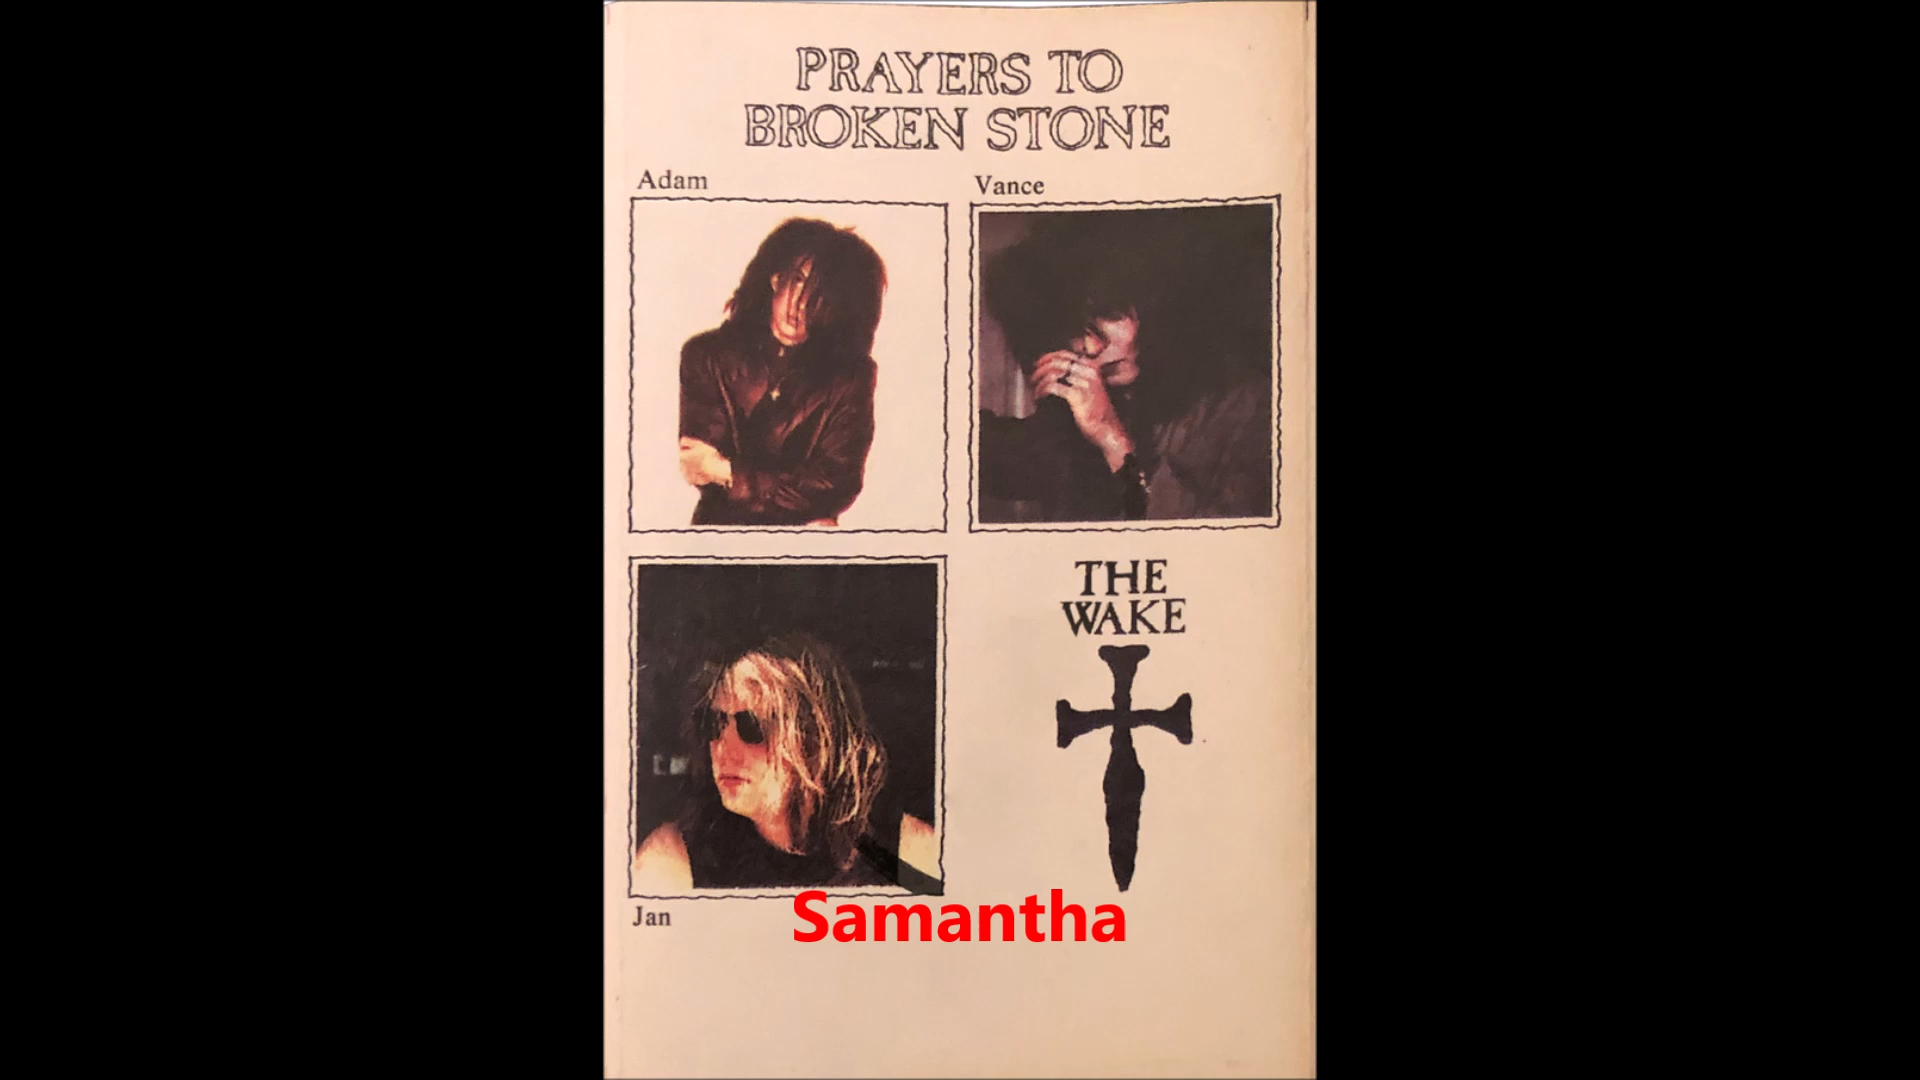 PRAYERS TO
BROKEN STONE
Adam
Vance
THE
WAKE
Jan
Samantha